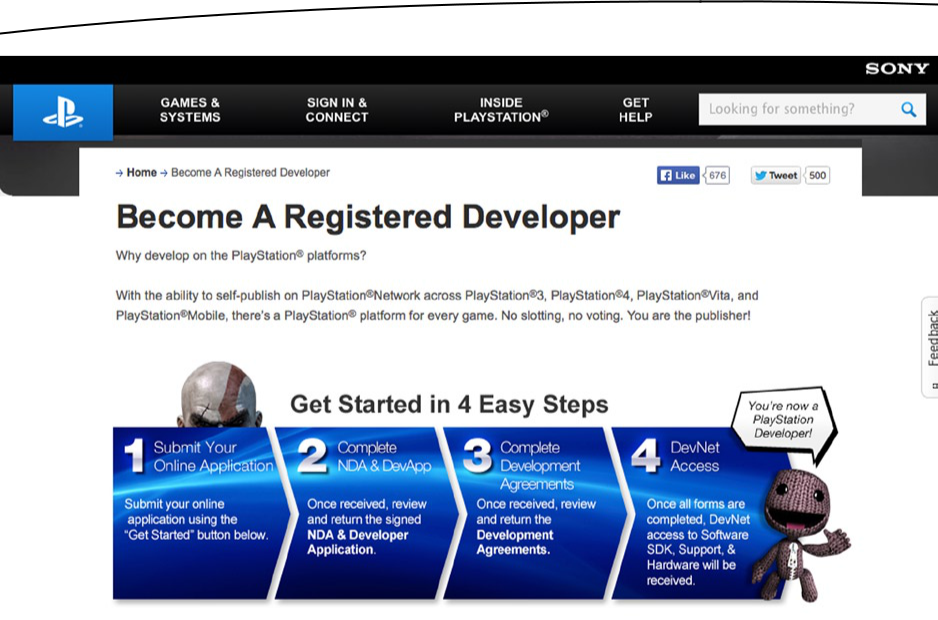 SONY
GAMES &
SYSTEMS
SIGN IN &
CONNECT
INSIDE
PLAYSTATION®
GET
HELP
Looking for something?
→ Home → Become A Registered Developer
Like 676
Tweet 500
Become A Registered Developer
Why develop on the PlayStation® platforms?
With the ability to self-publish on PlayStation®Network across PlayStation®3, PlayStation®4, PlayStation®Vita, and
PlayStation®Mobile, there's a PlayStation® platform for every game. No slotting, no voting. You are the publisher!
Feedback
Get Started in 4 Easy Steps
You're now a
PlayStation
Developer!
1 Submit Your
Online Application
Submit your online
application using the
"Get Started" button below.
2 Complete
NDA & DevApp
Once received, review
and return the signed
NDA & Developer
Application.
3 Complete
Development
Agreements
Once received, review
and return the
Development
Agreements.
4 DevNet
Access
Once all forms are
completed, DevNet
access to Software
SDK, Support, &
Hardware will be
received.